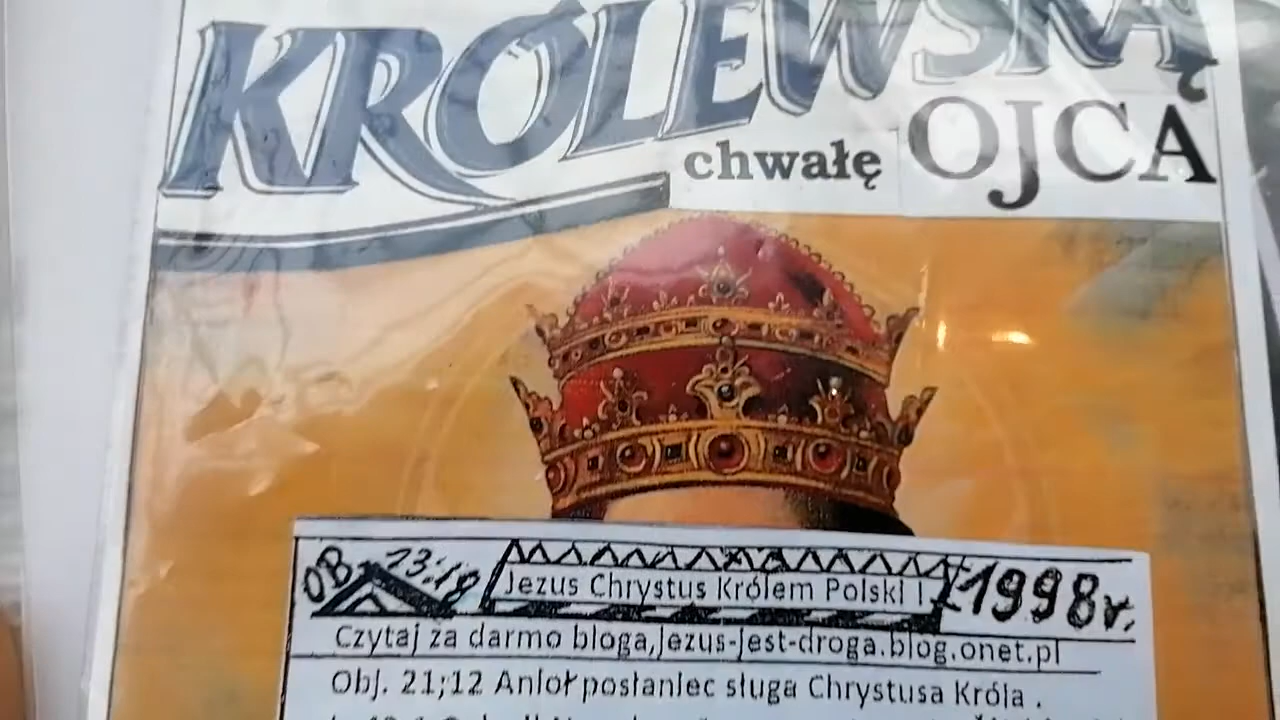 KRÓLEWSKĄ
chwałę OJCA
OB. 13:18 Jezus Chrystus Królem Polski I 1998r.
Czytaj za darmo bloga,Jezus-jest-droga.blog.onet.pl
Obj. 21;12 Anioł posłaniec sługa Chrystusa Króla .